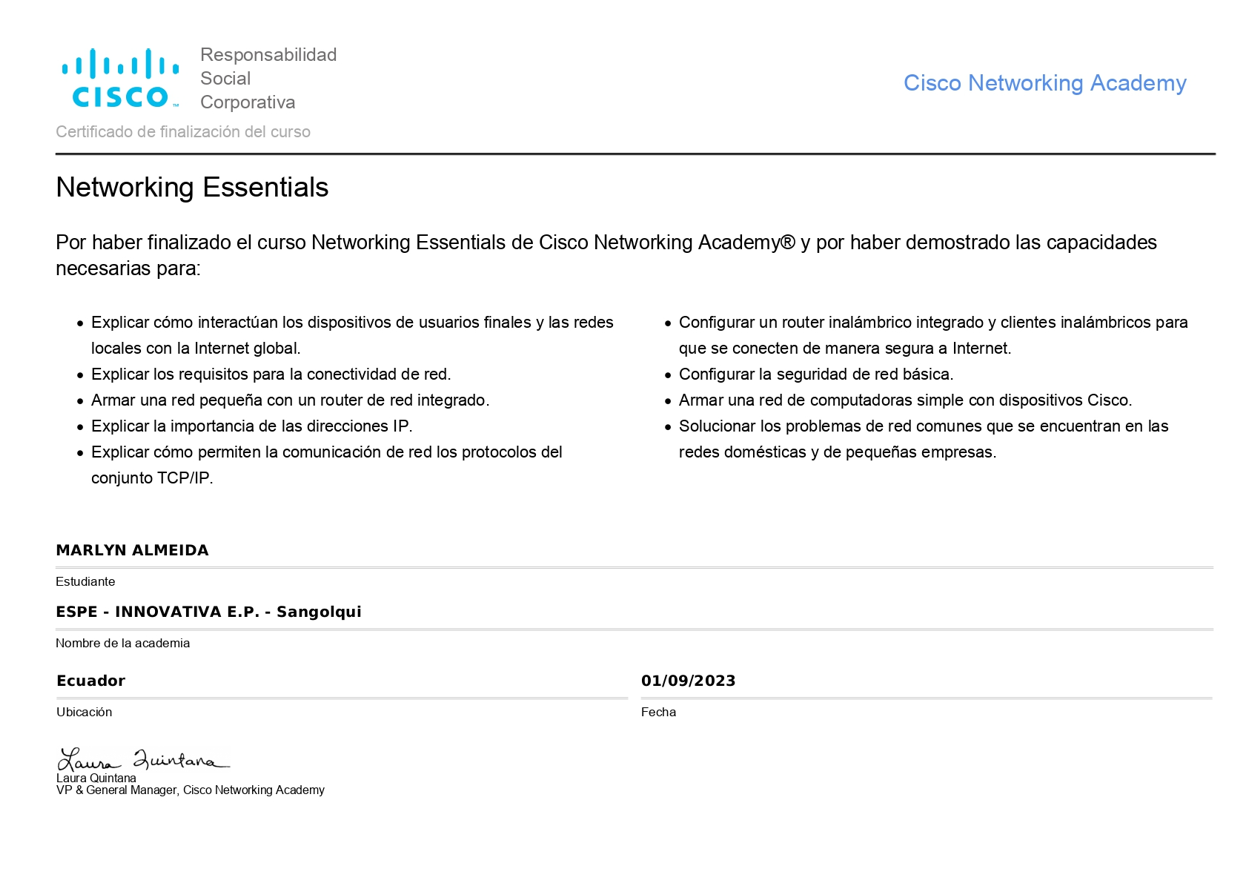 CISCO™
Responsabilidad
Social
Corporativa
Cisco Networking Academy
Certificado de finalización del curso
Networking Essentials
Por haber finalizado el curso Networking Essentials de Cisco Networking Academy® y por haber demostrado las capacidades
necesarias para:
• Explicar cómo interactúan los dispositivos de usuarios finales y las redes
locales con la Internet global.
• Explicar los requisitos para la conectividad de red.
• Armar una red pequeña con un router de red integrado.
• Explicar la importancia de las direcciones IP.
• Explicar cómo permiten la comunicación de red los protocolos del
conjunto TCP/IP.
• Configurar un router inalámbrico integrado y clientes inalámbricos para
que se conecten de manera segura a Internet.
• Configurar la seguridad de red básica.
• Armar una red de computadoras simple con dispositivos Cisco.
• Solucionar los problemas de red comunes que se encuentran en las
redes domésticas y de pequeñas empresas.
MARLYN ALMEIDA
Estudiante
ESPE - INNOVATIVA E.P. - Sangolqui
Nombre de la academia
Ecuador
Ubicación
01/09/2023
Fecha
Laura Quintana
Laura Quintana
VP & General Manager, Cisco Networking Academy